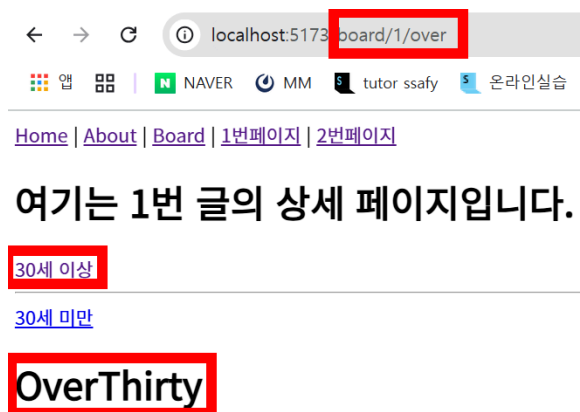 localhost:5173/board/1/over
앱 NAVER MM tutor ssafy 온라인실습
Home | About | Board | 1번페이지 | 2번페이지
여기는 1번 글의 상세 페이지입니다.
30세 이상
30세 미만
OverThirty